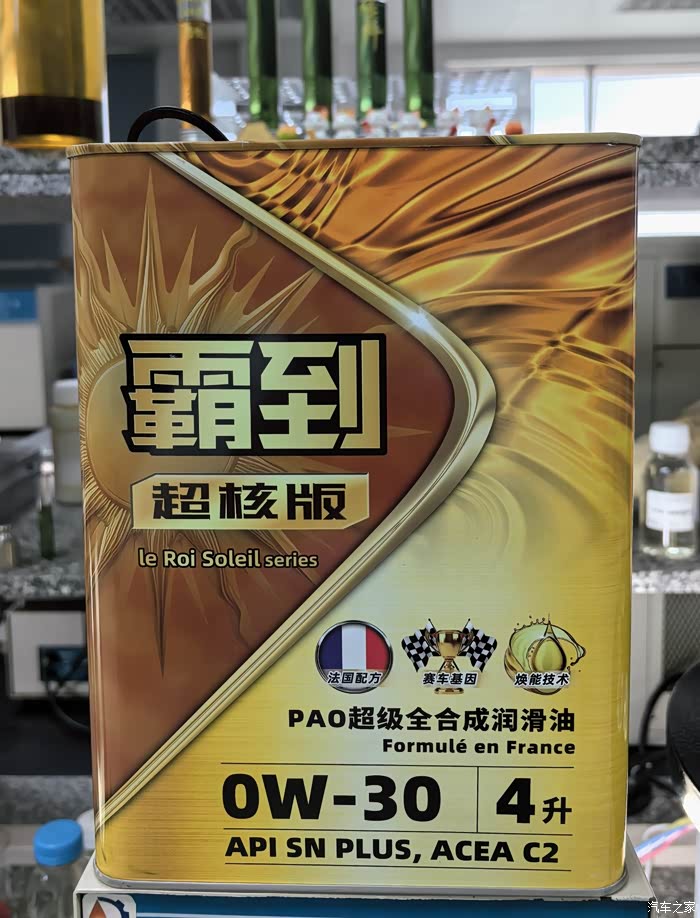 霸到
超核版
le Roi Soleil series
法国配方 赛车基因 焕能技术
PAO超级全合成润滑油
Formulé en France
0W-30 4升
API SN PLUS, ACEA C2
汽车之家